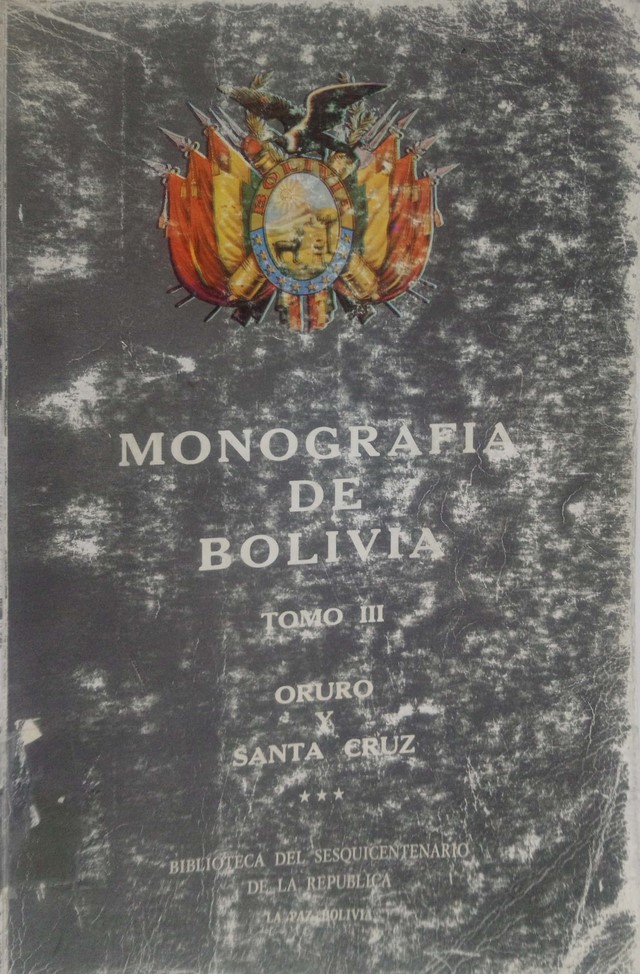 BOLIVIA
MONOGRAFIA
DE
BOLIVIA
TOMO III
ORURO
Y
SANTA CRUZ
★★★
BIBLIOTECA DEL SESQUICENTENARIO
DE LA REPUBLICA
LA PAZ-BOLIVIA